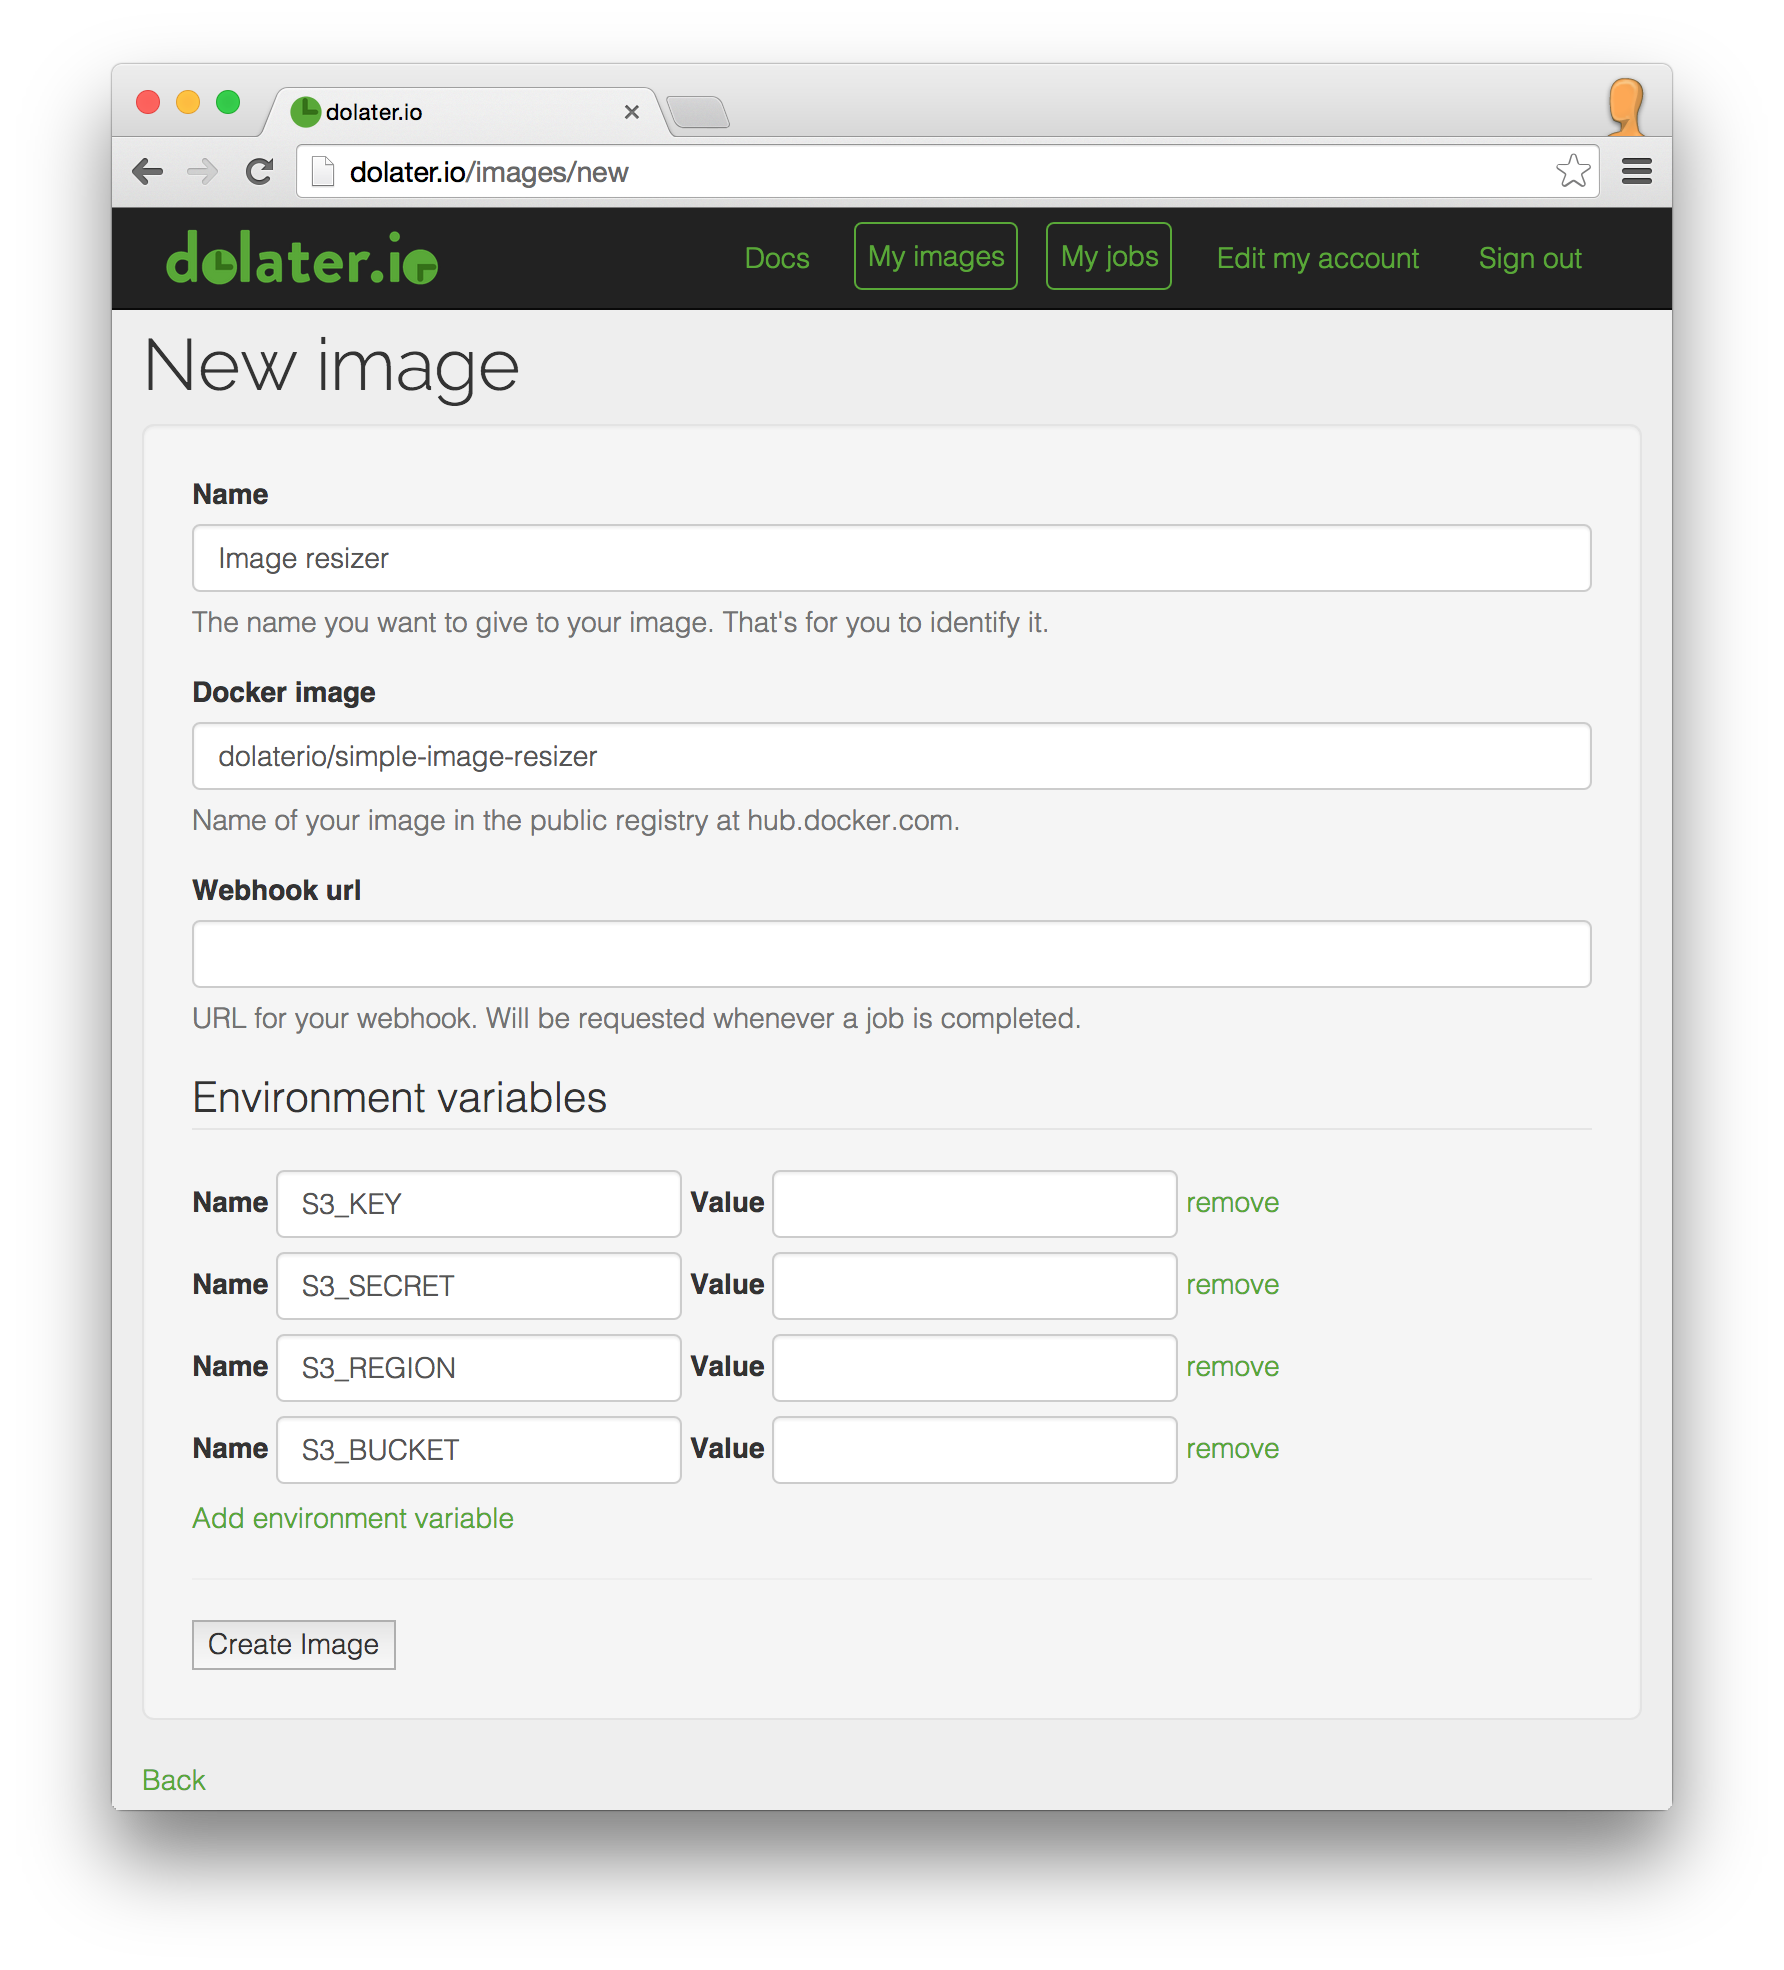 dolater.io
dolater.io/images/new
dolater.io Docs My images My jobs Edit my account Sign out
New image
Name
Image resizer
The name you want to give to your image. That's for you to identify it.
Docker image
dolaterio/simple-image-resizer
Name of your image in the public registry at hub.docker.com.
Webhook url
URL for your webhook. Will be requested whenever a job is completed.
Environment variables
Name S3_KEY Value remove
Name S3_SECRET Value remove
Name S3_REGION Value remove
Name S3_BUCKET Value remove
Add environment variable
Create Image
Back